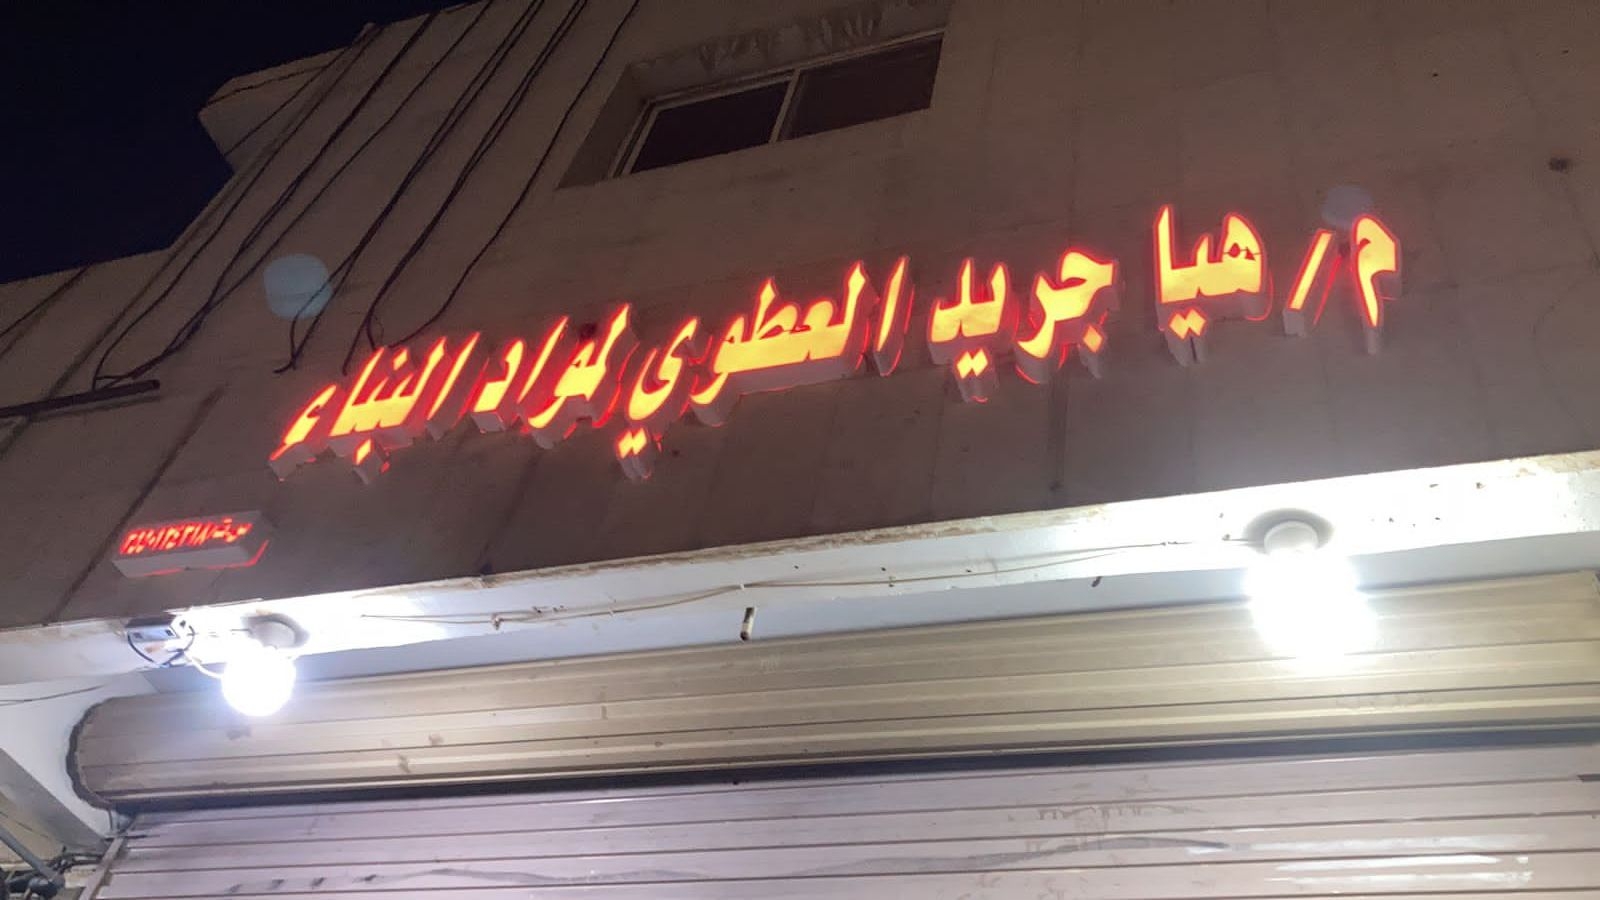 م/ هيا جريد العطوي لمواد البناء